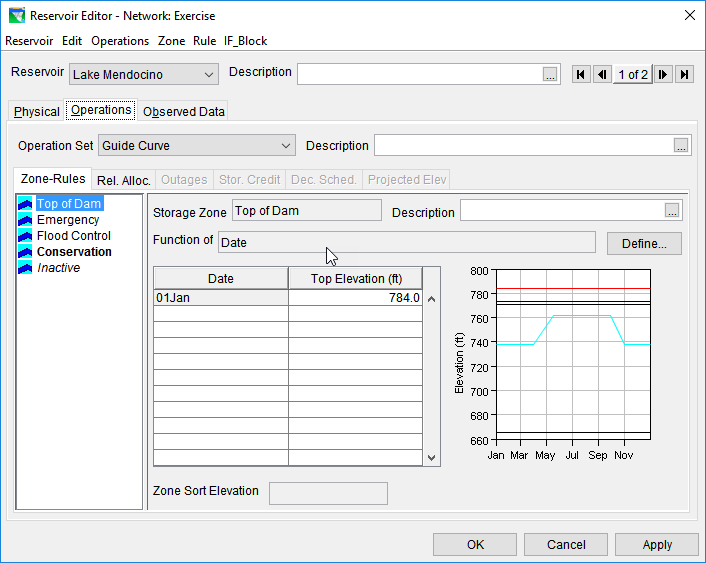 Reservoir Editor - Network: Exercise
Reservoir Edit Operations Zone Rule IF_Block
Reservoir Lake Mendocino Description ... 1 of 2
Physical Operations Observed Data
Operation Set Guide Curve Description ...
Zone-Rules Rel. Alloc. Outages Stor. Credit Dec. Sched. Projected Elev
Top of Dam
Emergency
Flood Control
Conservation
Inactive
Storage Zone Top of Dam Description ...
Function of Date Define...
Date Top Elevation (ft)
01Jan 784.0
Zone Sort Elevation
Elevation (ft)
800
780
760
740
720
700
680
660
Jan Mar May Jul Sep Nov
OK Cancel Apply